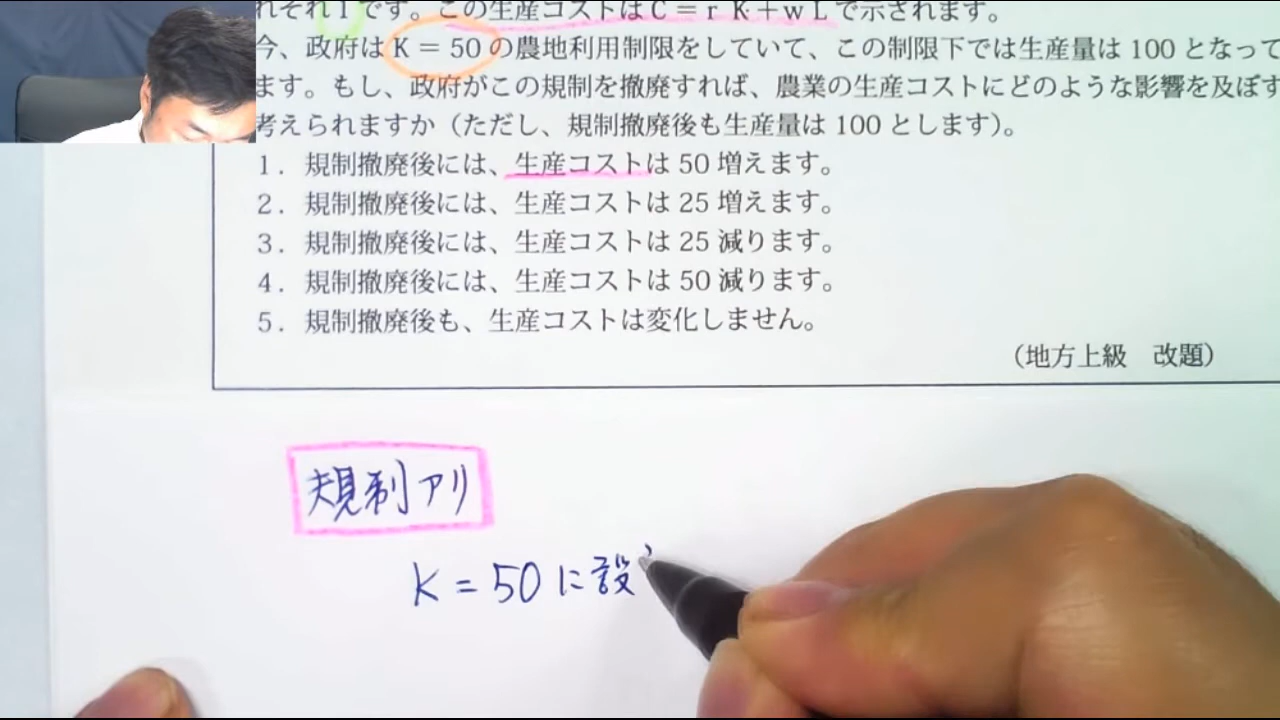 れぞれ1です。この生産コストはC＝rK＋wLで示されます。
今、政府はK＝50の農地利用制限をしていて、この制限下では生産量は100となって
ます。もし、政府がこの規制を撤廃すれば、農業の生産コストにどのような影響を及ぼす
考えられますか（ただし、規制撤廃後も生産量は100とします）。
1．規制撤廃後には、生産コストは50増えます。
2．規制撤廃後には、生産コストは25増えます。
3．規制撤廃後には、生産コストは25減ります。
4．規制撤廃後には、生産コストは50減ります。
5．規制撤廃後も、生産コストは変化しません。
（地方上級　改題）
規制アリ
K＝50に設